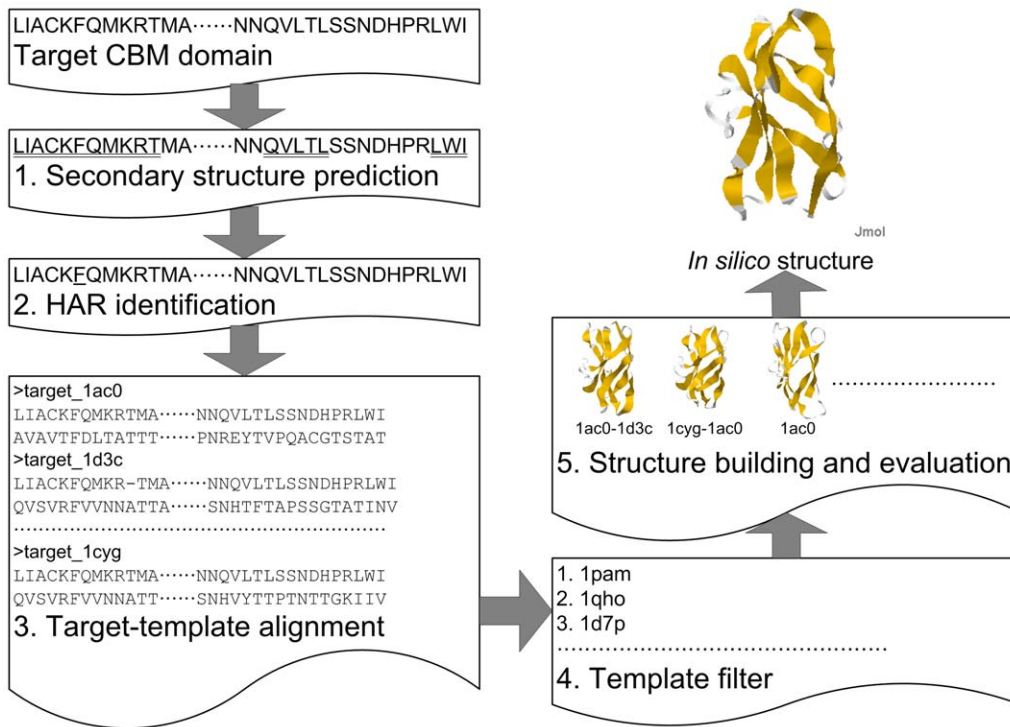 LIACKFQMKRTMA······NNQVLTLSSNDHPRLWI
Target CBM domain
LIACKFQMKRTMA······NNQVLTLSSNDHPRLWI
1. Secondary structure prediction
LIACKFQMKRTMA······NNQVLTLSSNDHPRLWI
2. HAR identification
>target_1ac0
LIACKFQMKRTMA······NNQVLTLSSNDHPRLWI
AVAVTFDLTATTT······PNREYTVPQACGTSTAT
>target_1d3c
LIACKFQMKR-TMA······NNQVLTLSSNDHPRLWI
QVSVRFVVNNATTA······SNHTFTAPSSGTATINV
>target_1cyg
LIACKFQMKRTMA······NNQVLTLSSNDHPRLWI
QVSVRFVVNNATT······SNHVYTTPTNTTGKIIV
3. Target-template alignment
1. 1pam
2. 1qho
3. 1d7p
4. Template filter
1ac0-1d3c 1cyg-1ac0 1ac0
5. Structure building and evaluation
In silico structure
Jmol